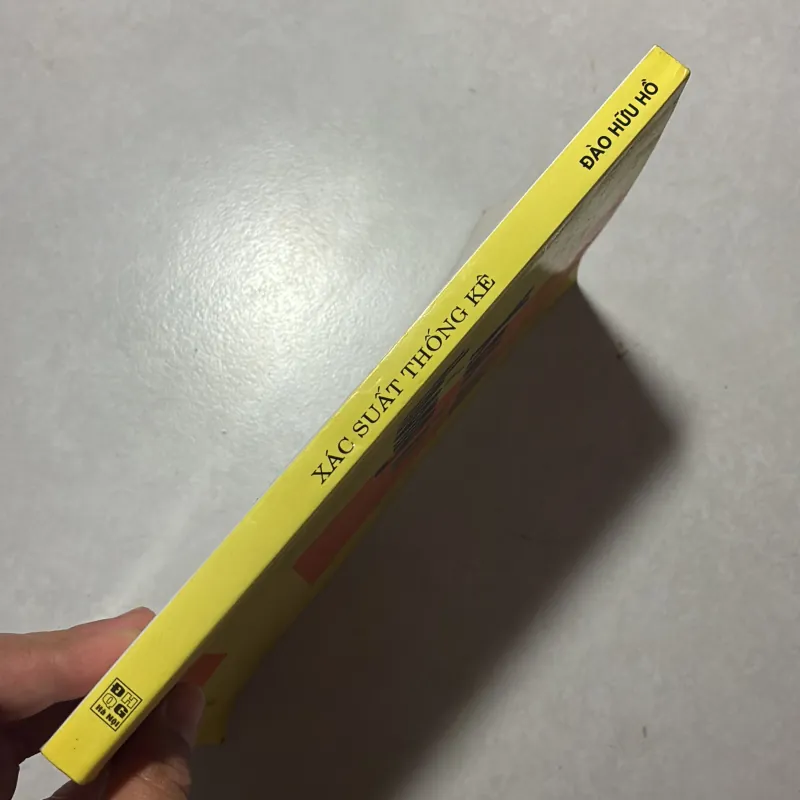 ĐÀO HỮU HỒ
XÁC SUẤT THỐNG KÊ
ĐH
QG
HÀ NỘI